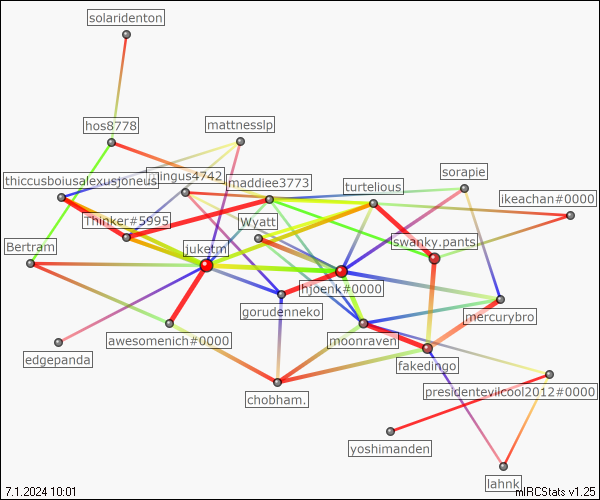 solaridenton
hos8778
mattnesslp
thiccusboiusalexusjoneus
lingus4742
maddiee3773
turtelious
sorapie
ikeachan#0000
Thinker#5995
Wyatt
Bertram
juketm
swanky.pants
hjoenk#0000
gorudenneko
mercurybro
awesomenich#0000
moonraven
edgepanda
fakedingo
chobham.
presidentevilcool2012#0000
yoshimanden
lahnk
7.1.2024 10:01
mIRCStats v1.25